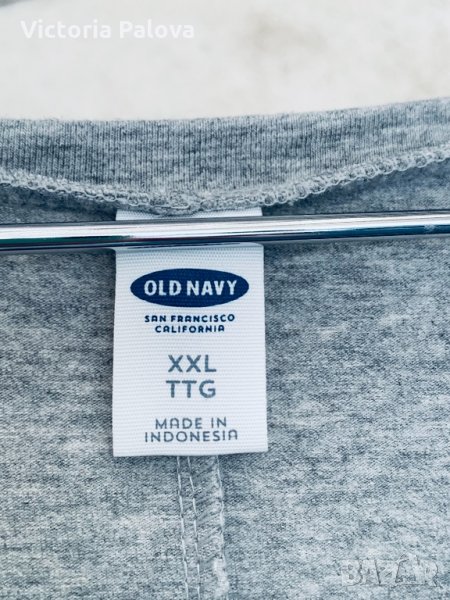 Victoria Palova
OLD NAVY
SAN FRANCISCO
CALIFORNIA
XXL
TTG
MADE IN
INDONESIA
BAZAR